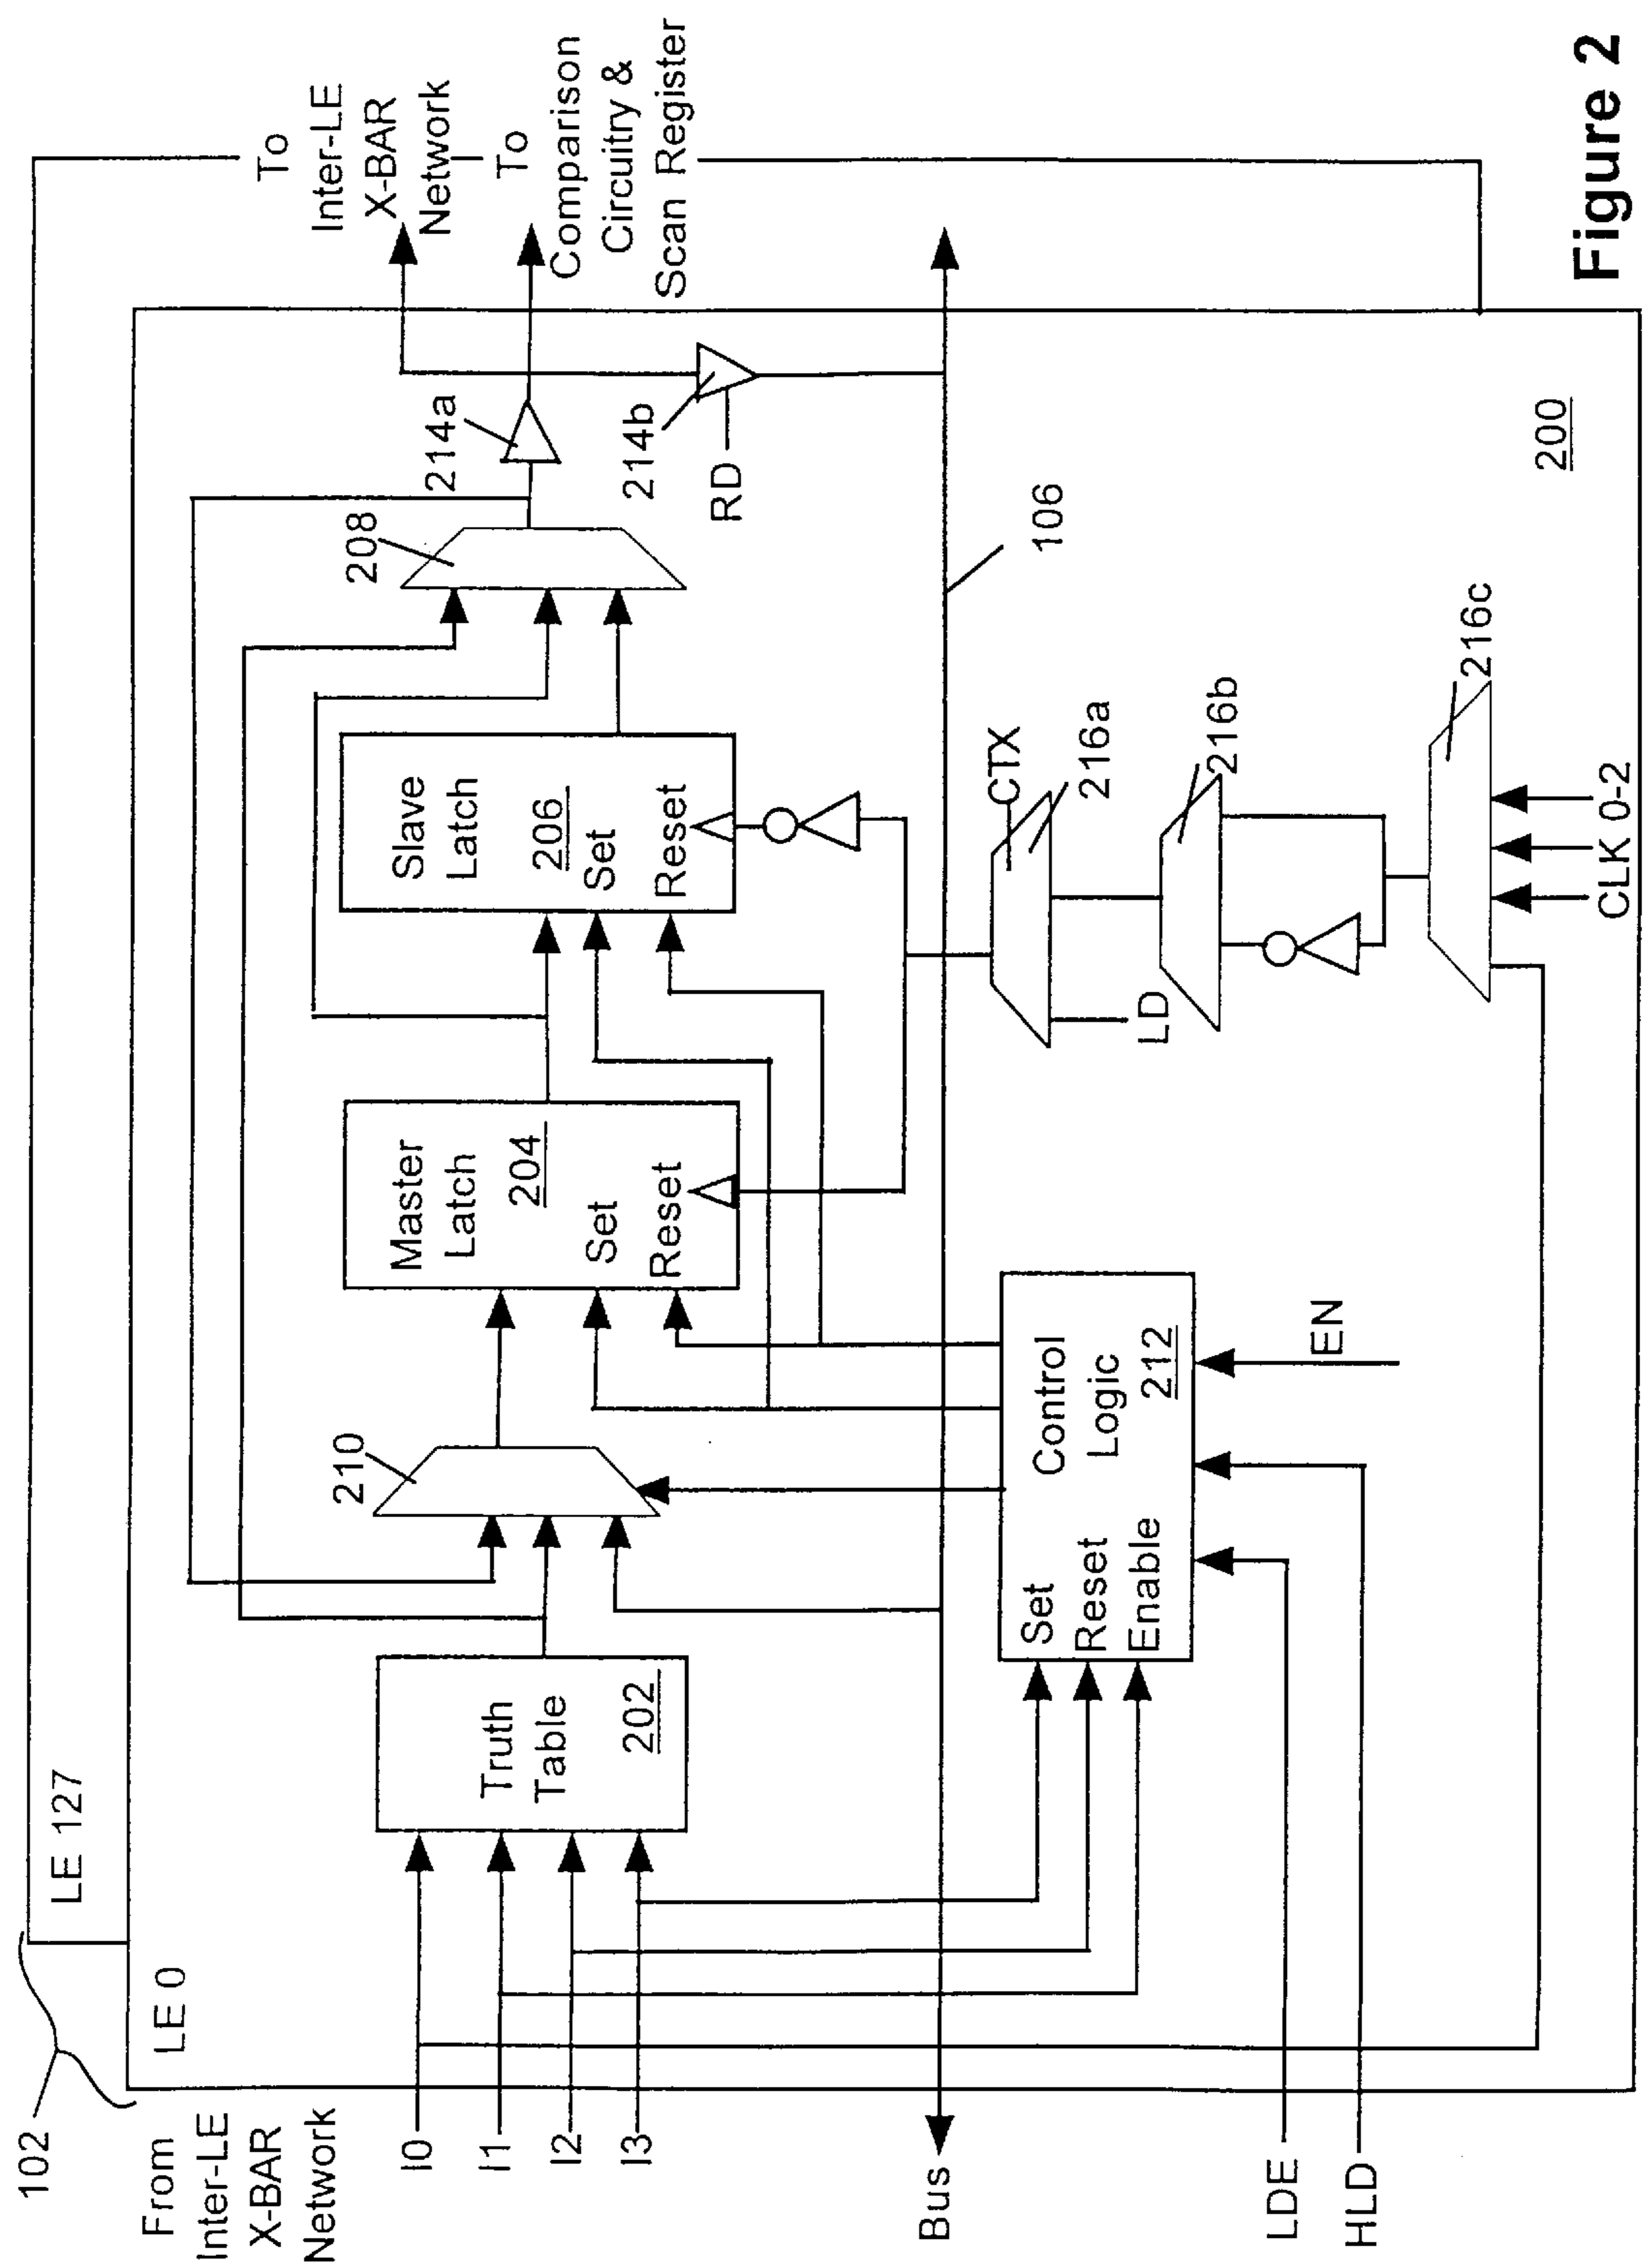 102
LE 127
LE 0
From
Inter-LE
X-BAR
Network
To
Inter-LE
X-BAR
Network
To
Comparison
Circuitry &
Scan Register
I0
I1
I2
I3
Truth
Table
202
210
Master
Latch
204
Set
Reset
Slave
Latch
206
Set
Reset
208
214a
214b
RD
Bus
106
Set
Reset
Enable
Control
Logic
212
EN
LDE
HLD
CTX
216a
LD
216b
216c
CLK 0-2
200
Figure 2